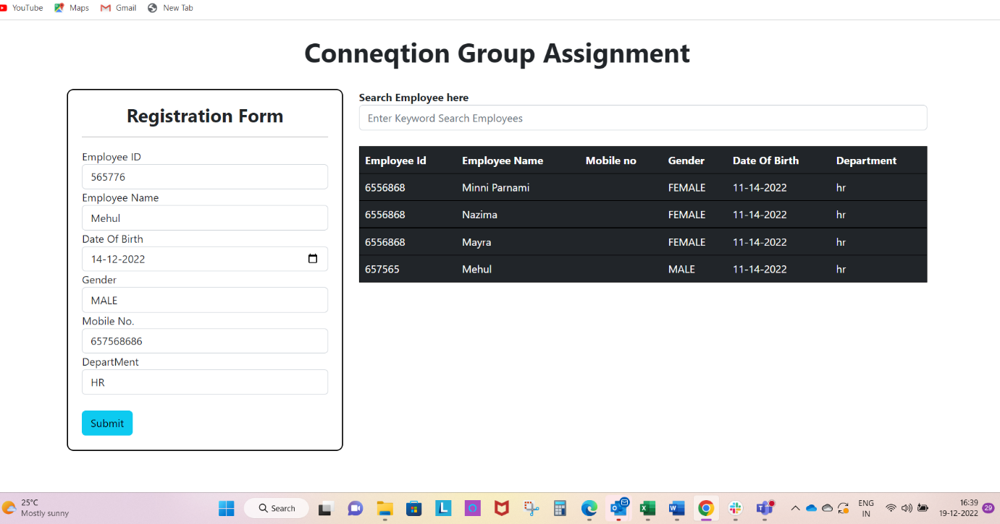 YouTube Maps Gmail New Tab
Conneqtion Group Assignment
Registration Form
Employee ID
565776
Employee Name
Mehul
Date Of Birth
14-12-2022
Gender
MALE
Mobile No.
657568686
DepartMent
HR
Submit
Search Employee here
Enter Keyword Search Employees
Employee Id Employee Name Mobile no Gender Date Of Birth Department
6556868 Minni Parnami FEMALE 11-14-2022 hr
6556868 Nazima FEMALE 11-14-2022 hr
6556868 Mayra FEMALE 11-14-2022 hr
657565 Mehul MALE 11-14-2022 hr
25°C
Mostly sunny
Search
ENG
IN
16:39
19-12-2022
29